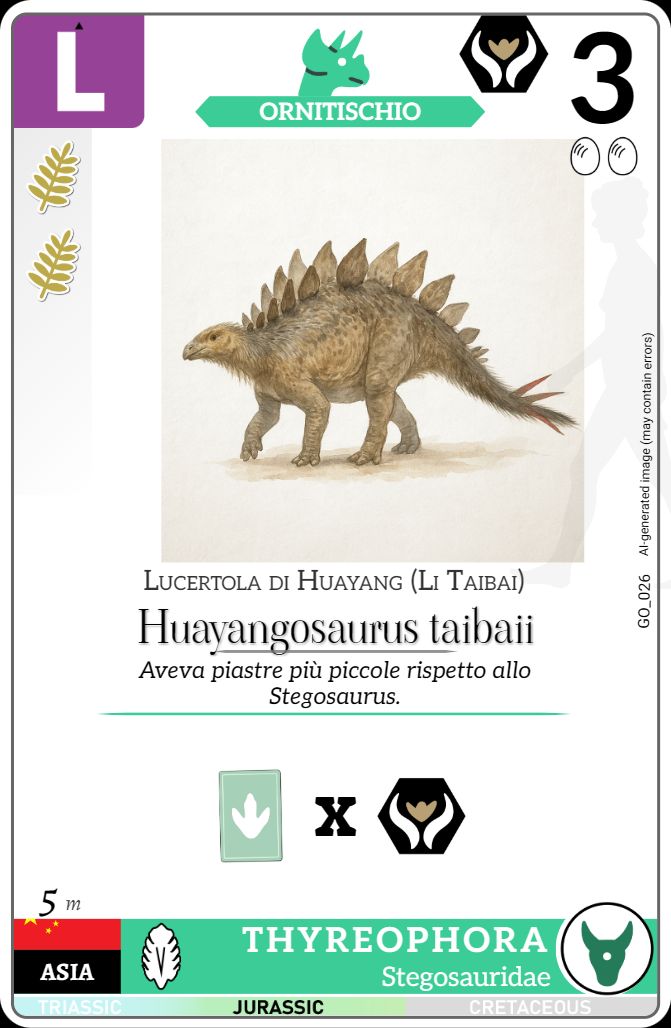 L
3
ORNITISCHIO
AI-generated image (may contain errors)
GO_026
Lucertola di Huayang (Li Taibai)
Huayangosaurus taibaii
Aveva piastre più piccole rispetto allo
Stegosaurus.
x
5 m
ASIA
THYREOPHORA
Stegosauridae
TRIASSIC
JURASSIC
CRETACEOUS